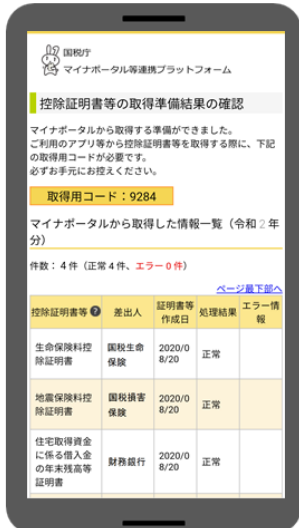 国税庁
マイナポータル等連携プラットフォーム
控除証明書等の取得準備結果の確認
マイナポータルから取得する準備ができました。
ご利用のアプリ等から控除証明書等を取得する際に、下記
の取得用コードが必要です。
必ずお手元にお控えください。
取得用コード：9284
マイナポータルから取得した情報一覧（令和２年
分）
件数：４件（正常４件、エラー０件）
ページ最下部へ
控除証明書等 ? 差出人 証明書等作成日 処理結果 エラー情報
生命保険料控除証明書 国税生命保険 2020/08/20 正常
地震保険料控除証明書 国税損害保険 2020/08/20 正常
住宅取得資金に係る借入金の年末残高等証明書 財務銀行 2020/08/20 正常